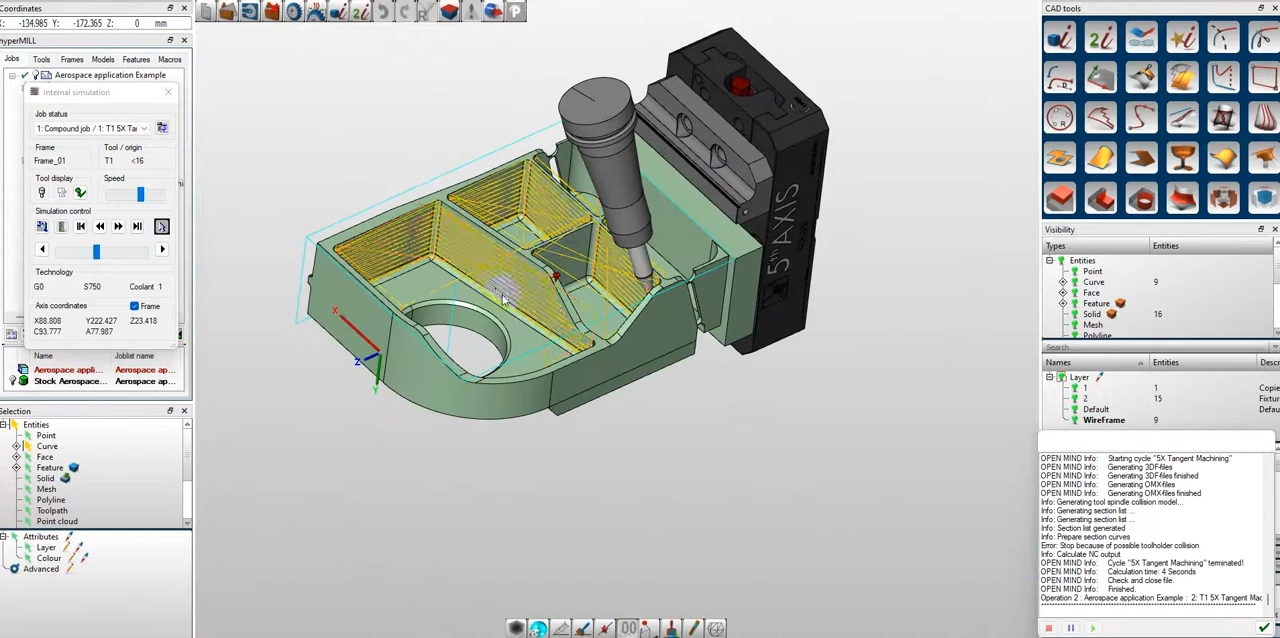 Coordinates
X: -134.985 Y: -172.365 Z: 0 mm
hyperMILL
Jobs Tools Frames Models Features Macros
Aerospace application Example
Internal simulation
Job status
1: Compound job / 1: T1 5X Ta
Frame
Tool / origin
Frame_01
T1 <16
Tool display
Speed
Simulation control
Technology
G0 S750 Coolant 1
Axis coordinates
Frame
X88.808 Y222.427 Z23.418
C93.777 A77.987
Name Joblist name
Aerospace appli... Aerospace ap...
Stock Aerospace... Aerospace ap...
Selection
Entities
Point
Curve
Face
Feature
Solid
Mesh
Polyline
Toolpath
Point cloud
Attributes
Layer
Colour
Advanced
X
Z
Y
5th AXIS
CAD tools
Visibility
Types Entities
Entities
Point
Curve 9
Face
Feature
Solid 16
Mesh
Polyline
Search
Names Entities Descr
Layer
1 1 Copie
2 15 Fixtur
Default Defa
WireFrame 9
OPEN MIND Info: Starting cycle "5X Tangent Machining"
OPEN MIND Info: Generating 3DF-files
OPEN MIND Info: Generating 3DF-files finished
OPEN MIND Info: Generating OMX-files
OPEN MIND Info: Generating OMX-files finished
Info: Generating tool spindle collision model...
Info: Generating section list ...
Info: Generating section list ...
Info: Section list generated
Info: Prepare section curves
Error: Stop because of possible toolholder collision
Info: Calculate NC output
OPEN MIND Info: Cycle "5X Tangent Machining" terminated!
OPEN MIND Info: Calculation time: 4 Seconds
OPEN MIND Info: Check and close file.
OPEN MIND Info: Finished.
Operation 2 : Aerospace application Example : 2: T1 5X Tangent Mac